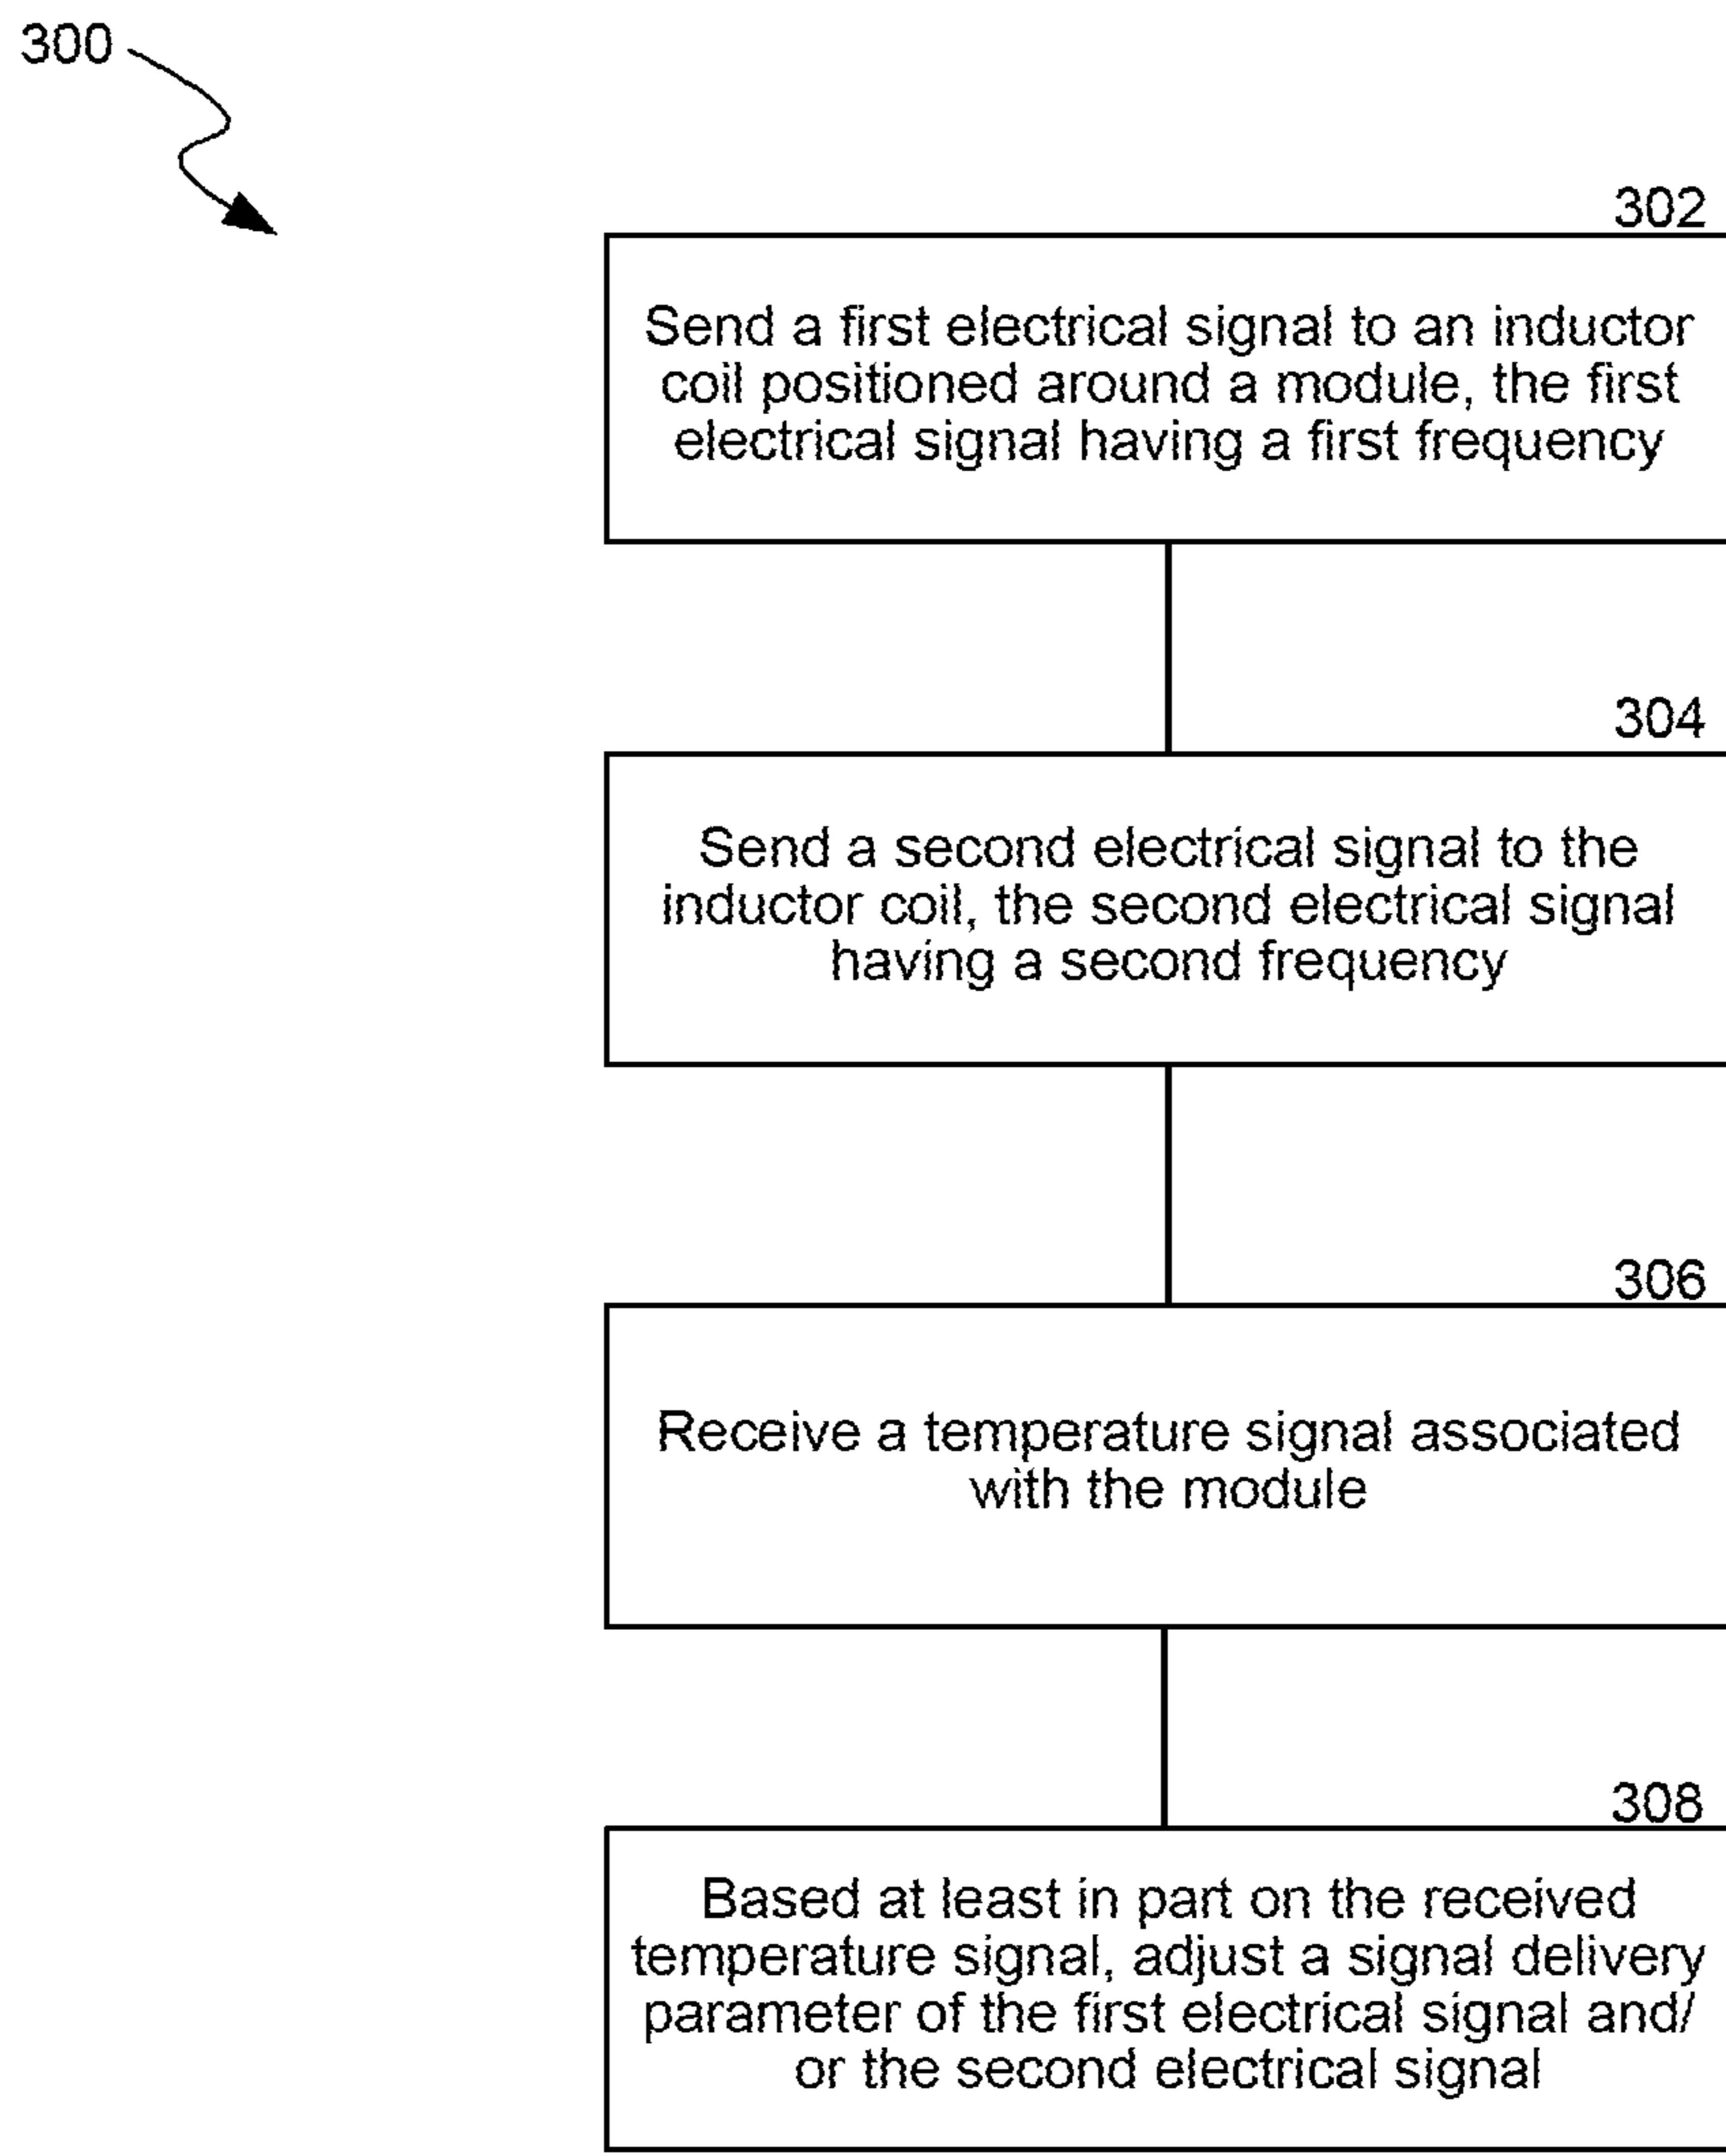 300
302
Send a first electrical signal to an inductor
coil positioned around a module, the first
electrical signal having a first frequency
304
Send a second electrical signal to the
inductor coil, the second electrical signal
having a second frequency
306
Receive a temperature signal associated
with the module
308
Based at least in part on the received
temperature signal, adjust a signal delivery
parameter of the first electrical signal and/
or the second electrical signal